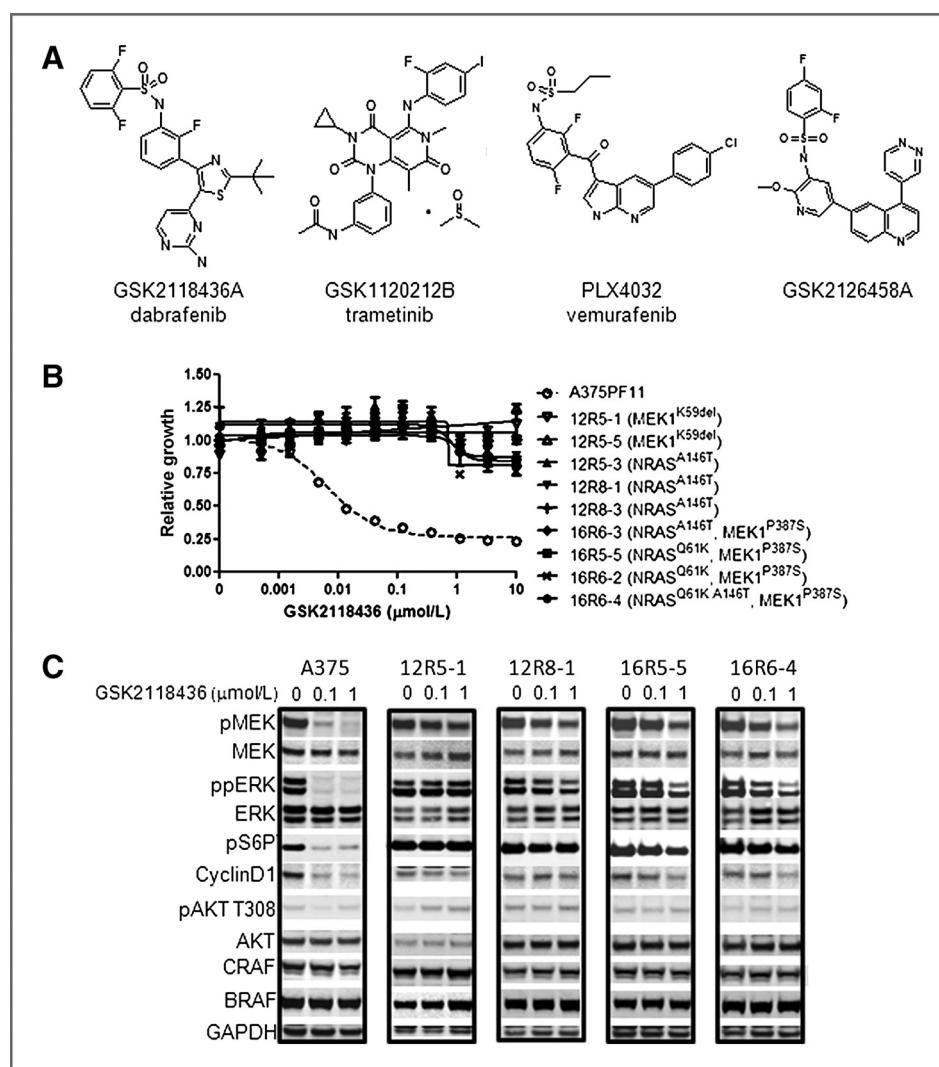 A
F
O
O
S
N
F
F
N
S
N
N
N
GSK2118436A
dabrafenib
F
I
O
N
N
N
O
N
O
O
N
O
S
GSK1120212B
trametinib
O
S
O
N
F
O
F
N
N
Cl
PLX4032
vemurafenib
F
F
O
S
O
N
O
N
N
N
N
GSK2126458A
B
Relative growth
1.50
1.25
1.00
0.75
0.50
0.25
0.00
0 0.001 0.01 0.1 1 10
GSK2118436 (μmol/L)
A375PF11
12R5-1 (MEK1K59del)
12R5-5 (MEK1K59del)
12R5-3 (NRASA146T)
12R8-1 (NRASA146T)
12R8-3 (NRASA146T)
16R6-3 (NRASA146T, MEK1P387S)
16R5-5 (NRASQ61K, MEK1P387S)
16R6-2 (NRASQ61K, MEK1P387S)
16R6-4 (NRASQ61K A146T, MEK1P387S)
C
A375 12R5-1 12R8-1 16R5-5 16R6-4
GSK2118436 (μmol/L) 0 0.1 1 0 0.1 1 0 0.1 1 0 0.1 1 0 0.1 1
pMEK
MEK
ppERK
ERK
pS6P
CyclinD1
pAKT T308
AKT
CRAF
BRAF
GAPDH